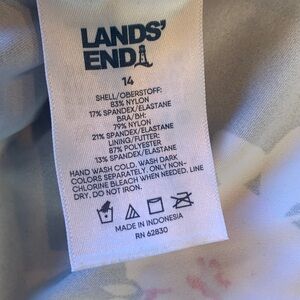 LANDS'
END
14
SHELL/OBERSTOFF:
83% NYLON
17% SPANDEX/ELASTANE
BRA/BH:
79% NYLON
21% SPANDEX/ELASTANE
LINING/FUTTER:
87% POLYESTER
13% SPANDEX/ELASTANE
HAND WASH COLD. WASH DARK
COLORS SEPARATELY. ONLY NON-
CHLORINE BLEACH WHEN NEEDED. LINE
DRY. DO NOT IRON.
MADE IN INDONESIA
RN 62830